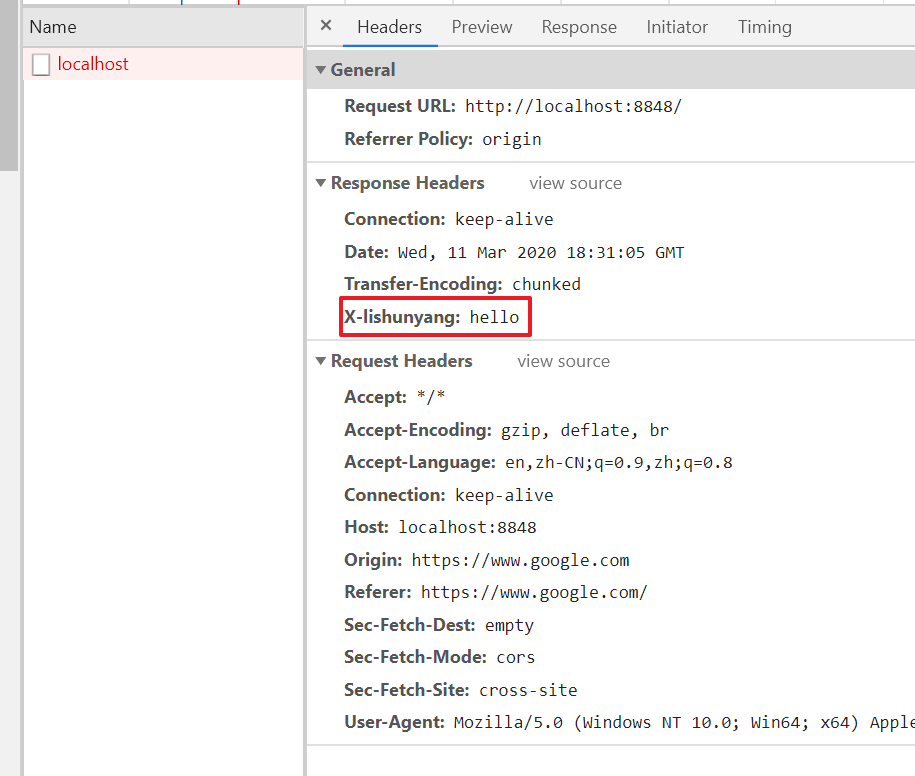 Name
localhost
× Headers Preview Response Initiator Timing
General
Request URL: http://localhost:8848/
Referrer Policy: origin
Response Headers view source
Connection: keep-alive
Date: Wed, 11 Mar 2020 18:31:05 GMT
Transfer-Encoding: chunked
X-lishunyang: hello
Request Headers view source
Accept: */*
Accept-Encoding: gzip, deflate, br
Accept-Language: en,zh-CN;q=0.9,zh;q=0.8
Connection: keep-alive
Host: localhost:8848
Origin: https://www.google.com
Referer: https://www.google.com/
Sec-Fetch-Dest: empty
Sec-Fetch-Mode: cors
Sec-Fetch-Site: cross-site
User-Agent: Mozilla/5.0 (Windows NT 10.0; Win64; x64) Apple